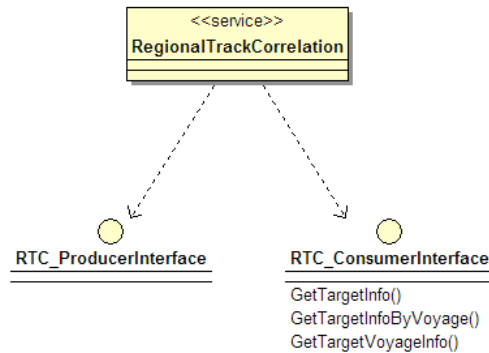 <<service>>
RegionalTrackCorrelation
RTC_ProducerInterface
RTC_ConsumerInterface
GetTargetInfo()
GetTargetInfoByVoyage()
GetTargetVoyageInfo()